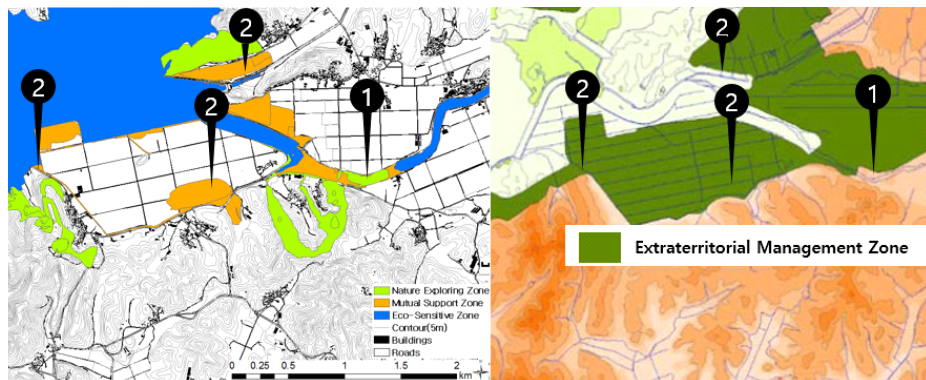 2
2
2
1
Nature Exploring Zone
Mutual Support Zone
Eco-Sensitive Zone
Contour(5m)
Buildings
Roads
0 0.25 0.5 1 1.5 2
km
2
2
2
1
Extraterritorial Management Zone